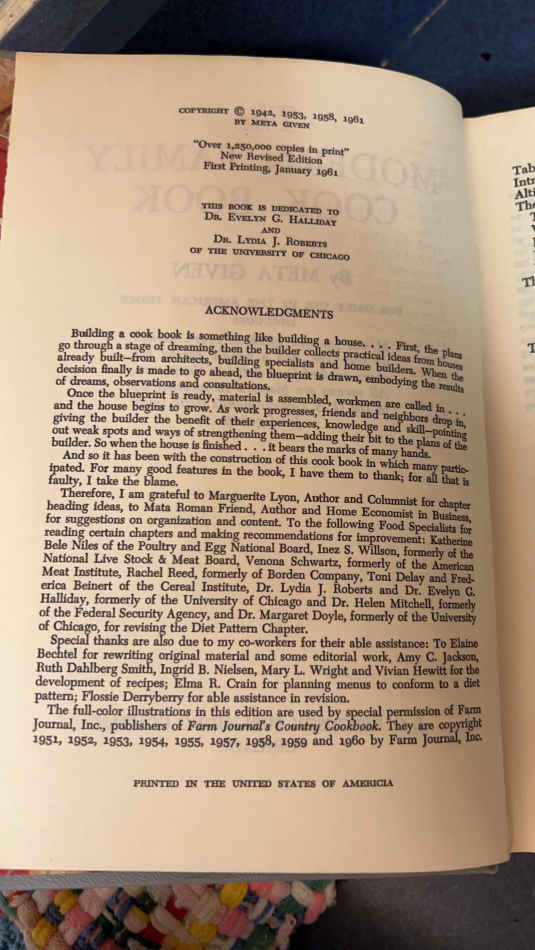 COPYRIGHT © 1942, 1953, 1958, 1961
BY META GIVEN
"Over 1,250,000 copies in print"
New Revised Edition
First Printing, January 1961
THIS BOOK IS DEDICATED TO
DR. EVELYN G. HALLIDAY
AND
DR. LYDIA J. ROBERTS
OF THE UNIVERSITY OF CHICAGO
ACKNOWLEDGMENTS
Building a cook book is something like building a house. . . . First, the plans
go through a stage of dreaming, then the builder collects practical ideas from houses
already built—from architects, building specialists and home builders. When the
decision finally is made to go ahead, the blueprint is drawn, embodying the results
of dreams, observations and consultations.
Once the blueprint is ready, material is assembled, workmen are called in . . .
and the house begins to grow. As work progresses, friends and neighbors drop in,
giving the builder the benefit of their experiences, knowledge and skill—pointing
out weak spots and ways of strengthening them—adding their bit to the plans of the
builder. So when the house is finished . . . it bears the marks of many hands.
And so it has been with the construction of this cook book in which many partic-
ipated. For many good features in the book, I have them to thank; for all that is
faulty, I take the blame.
Therefore, I am grateful to Marguerite Lyon, Author and Columnist for chapter
heading ideas, to Mata Roman Friend, Author and Home Economist in Business,
for suggestions on organization and content. To the following Food Specialists for
reading certain chapters and making recommendations for improvement: Katherine
Bele Niles of the Poultry and Egg National Board, Inez S. Willson, formerly of the
National Live Stock & Meat Board, Venona Schwartz, formerly of the American
Meat Institute, Rachel Reed, formerly of Borden Company, Toni Delay and Fred-
erica Beinert of the Cereal Institute, Dr. Lydia J. Roberts and Dr. Evelyn G.
Halliday, formerly of the University of Chicago and Dr. Helen Mitchell, formerly
of the Federal Security Agency, and Dr. Margaret Doyle, formerly of the University
of Chicago, for revising the Diet Pattern Chapter.
Special thanks are also due to my co-workers for their able assistance: To Elaine
Bechtel for rewriting original material and some editorial work, Amy C. Jackson,
Ruth Dahlberg Smith, Ingrid B. Nielsen, Mary L. Wright and Vivian Hewitt for the
development of recipes; Elma R. Crain for planning menus to conform to a diet
pattern; Flossie Derryberry for able assistance in revision.
The full-color illustrations in this edition are used by special permission of Farm
Journal, Inc., publishers of Farm Journal's Country Cookbook. They are copyright
1951, 1952, 1953, 1954, 1955, 1957, 1958, 1959 and 1960 by Farm Journal, Inc.
PRINTED IN THE UNITED STATES OF AMERICIA